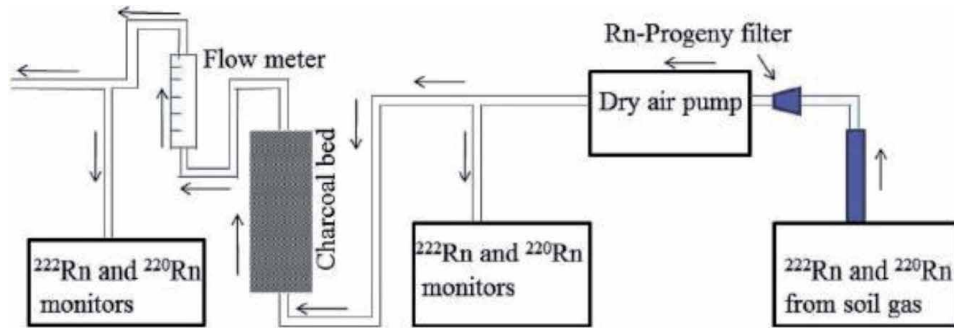 Rn-Progeny filter
Flow meter
Dry air pump
Charcoal bed
²²²Rn and ²²⁰Rn
monitors
²²²Rn and ²²⁰Rn
monitors
²²²Rn and ²²⁰Rn
from soil gas